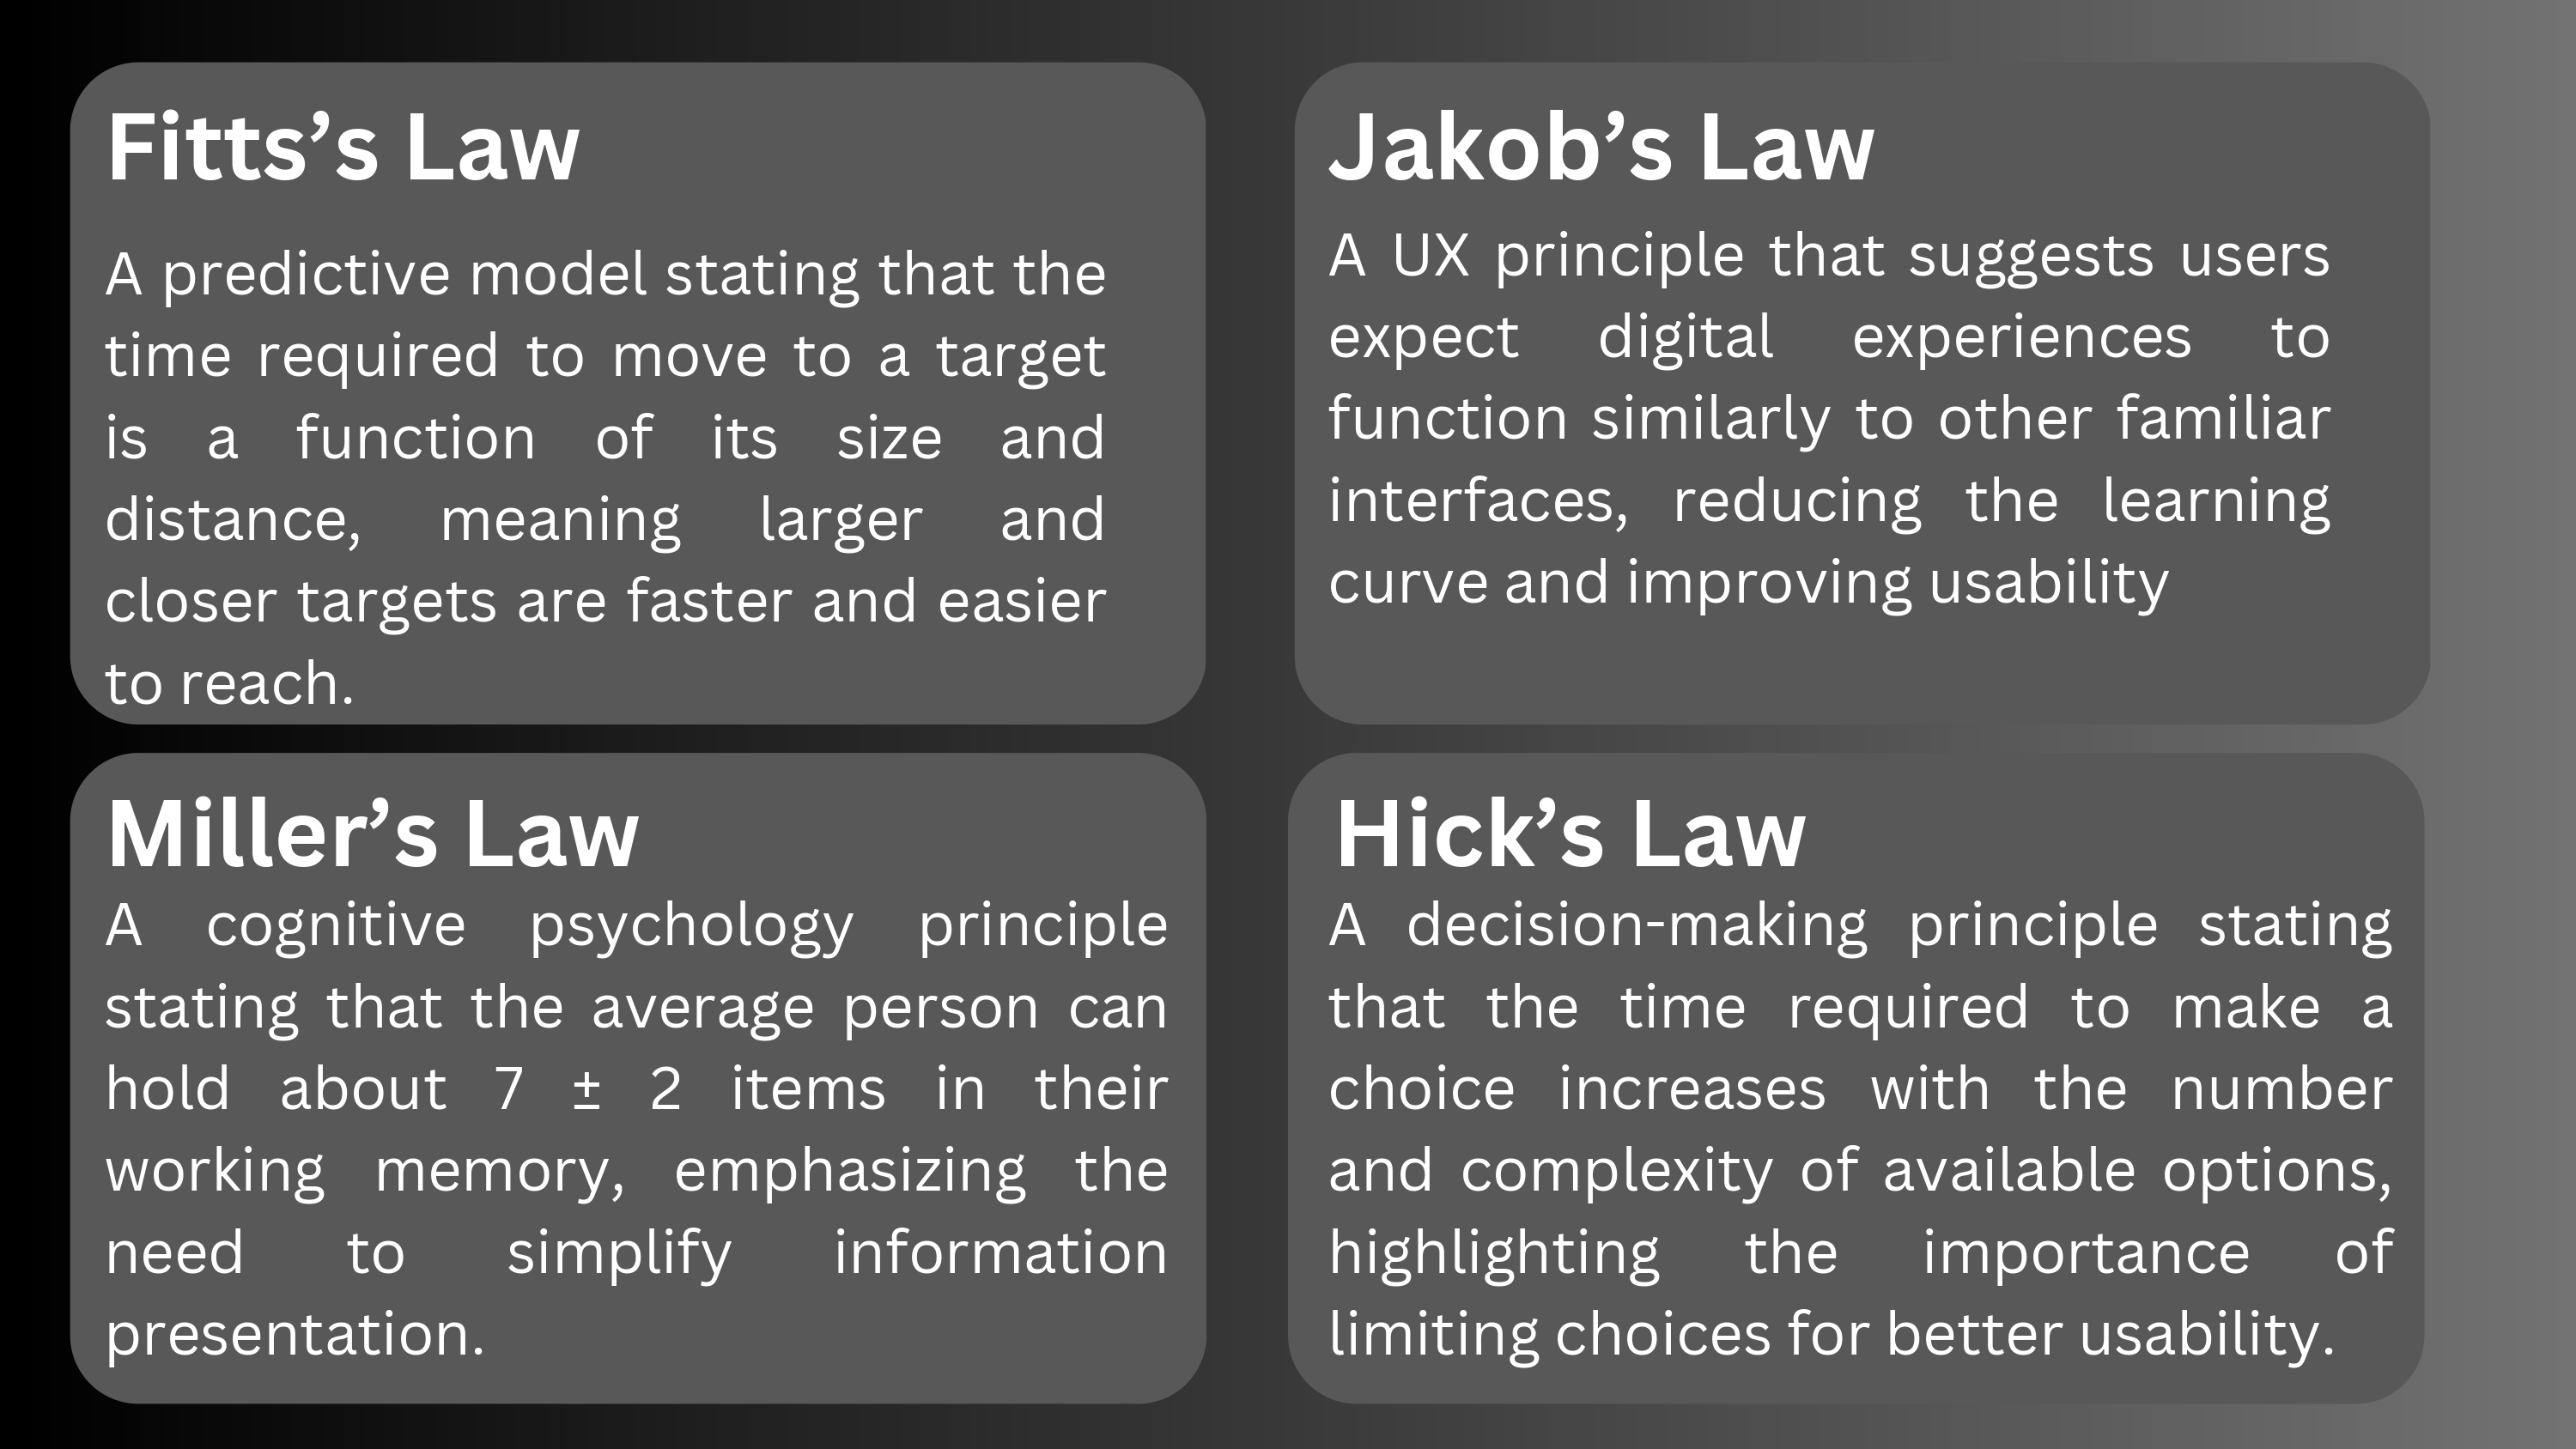 Fitts’s Law
A predictive model stating that the
time required to move to a target
is a function of its size and
distance, meaning larger and
closer targets are faster and easier
to reach.
Jakob’s Law
A UX principle that suggests users
expect digital experiences to
function similarly to other familiar
interfaces, reducing the learning
curve and improving usability
Miller’s Law
A cognitive psychology principle
stating that the average person can
hold about 7 ± 2 items in their
working memory, emphasizing the
need to simplify information
presentation.
Hick’s Law
A decision-making principle stating
that the time required to make a
choice increases with the number
and complexity of available options,
highlighting the importance of
limiting choices for better usability.